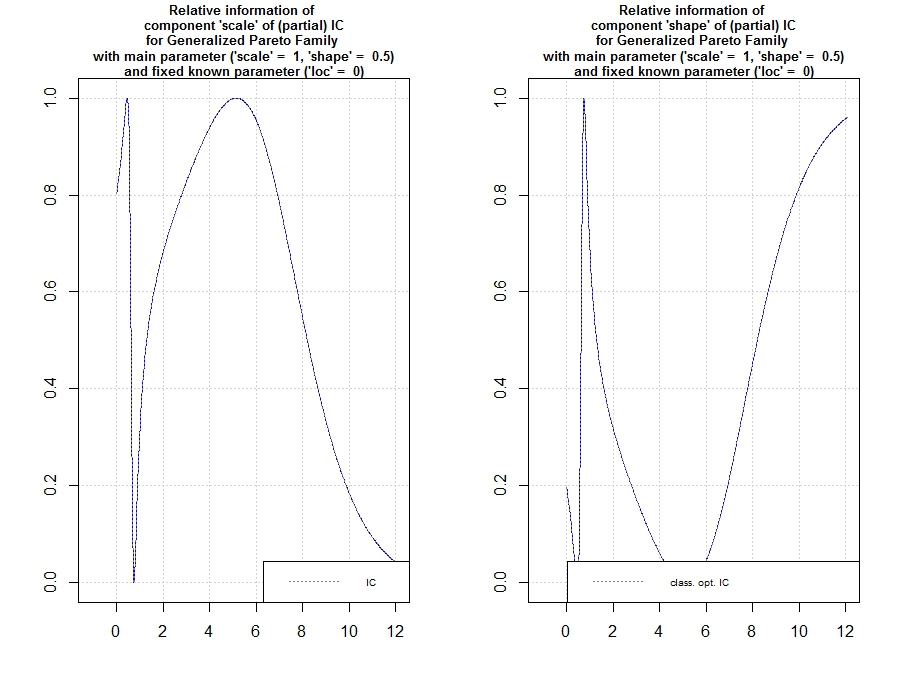 Relative information of
component 'scale' of (partial) IC
for Generalized Pareto Family
with main parameter ('scale' = 1, 'shape' = 0.5)
and fixed known parameter ('loc' = 0)
1.0
0.8
0.6
0.4
0.2
0.0
IC
0 2 4 6 8 10 12
Relative information of
component 'shape' of (partial) IC
for Generalized Pareto Family
with main parameter ('scale' = 1, 'shape' = 0.5)
and fixed known parameter ('loc' = 0)
1.0
0.8
0.6
0.4
0.2
0.0
class. opt. IC
0 2 4 6 8 10 12